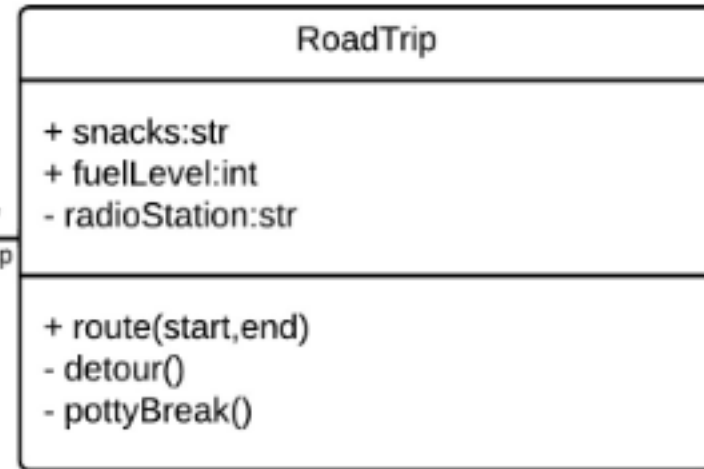 RoadTrip
+ snacks:str
+ fuelLevel:int
- radioStation:str
+ route(start,end)
- detour()
- pottyBreak()